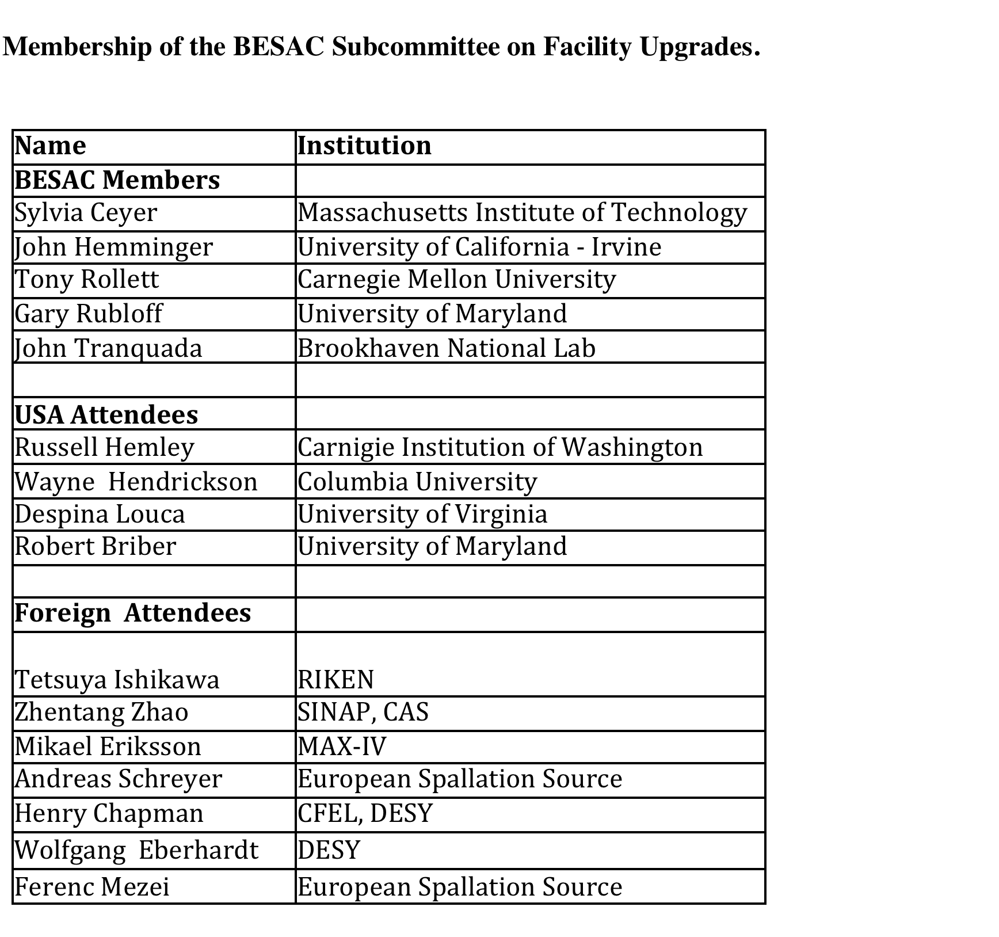 Membership of the BESAC Subcommittee on Facility Upgrades.
Name Institution
BESAC Members
Sylvia Ceyer Massachusetts Institute of Technology
John Hemminger University of California - Irvine
Tony Rollett Carnegie Mellon University
Gary Rubloff University of Maryland
John Tranquada Brookhaven National Lab
USA Attendees
Russell Hemley Carnigie Institution of Washington
Wayne  Hendrickson Columbia University
Despina Louca University of Virginia
Robert Briber University of Maryland
Foreign  Attendees
Tetsuya Ishikawa RIKEN
Zhentang Zhao SINAP, CAS
Mikael Eriksson MAX-IV
Andreas Schreyer European Spallation Source
Henry Chapman CFEL, DESY
Wolfgang  Eberhardt DESY
Ferenc Mezei European Spallation Source